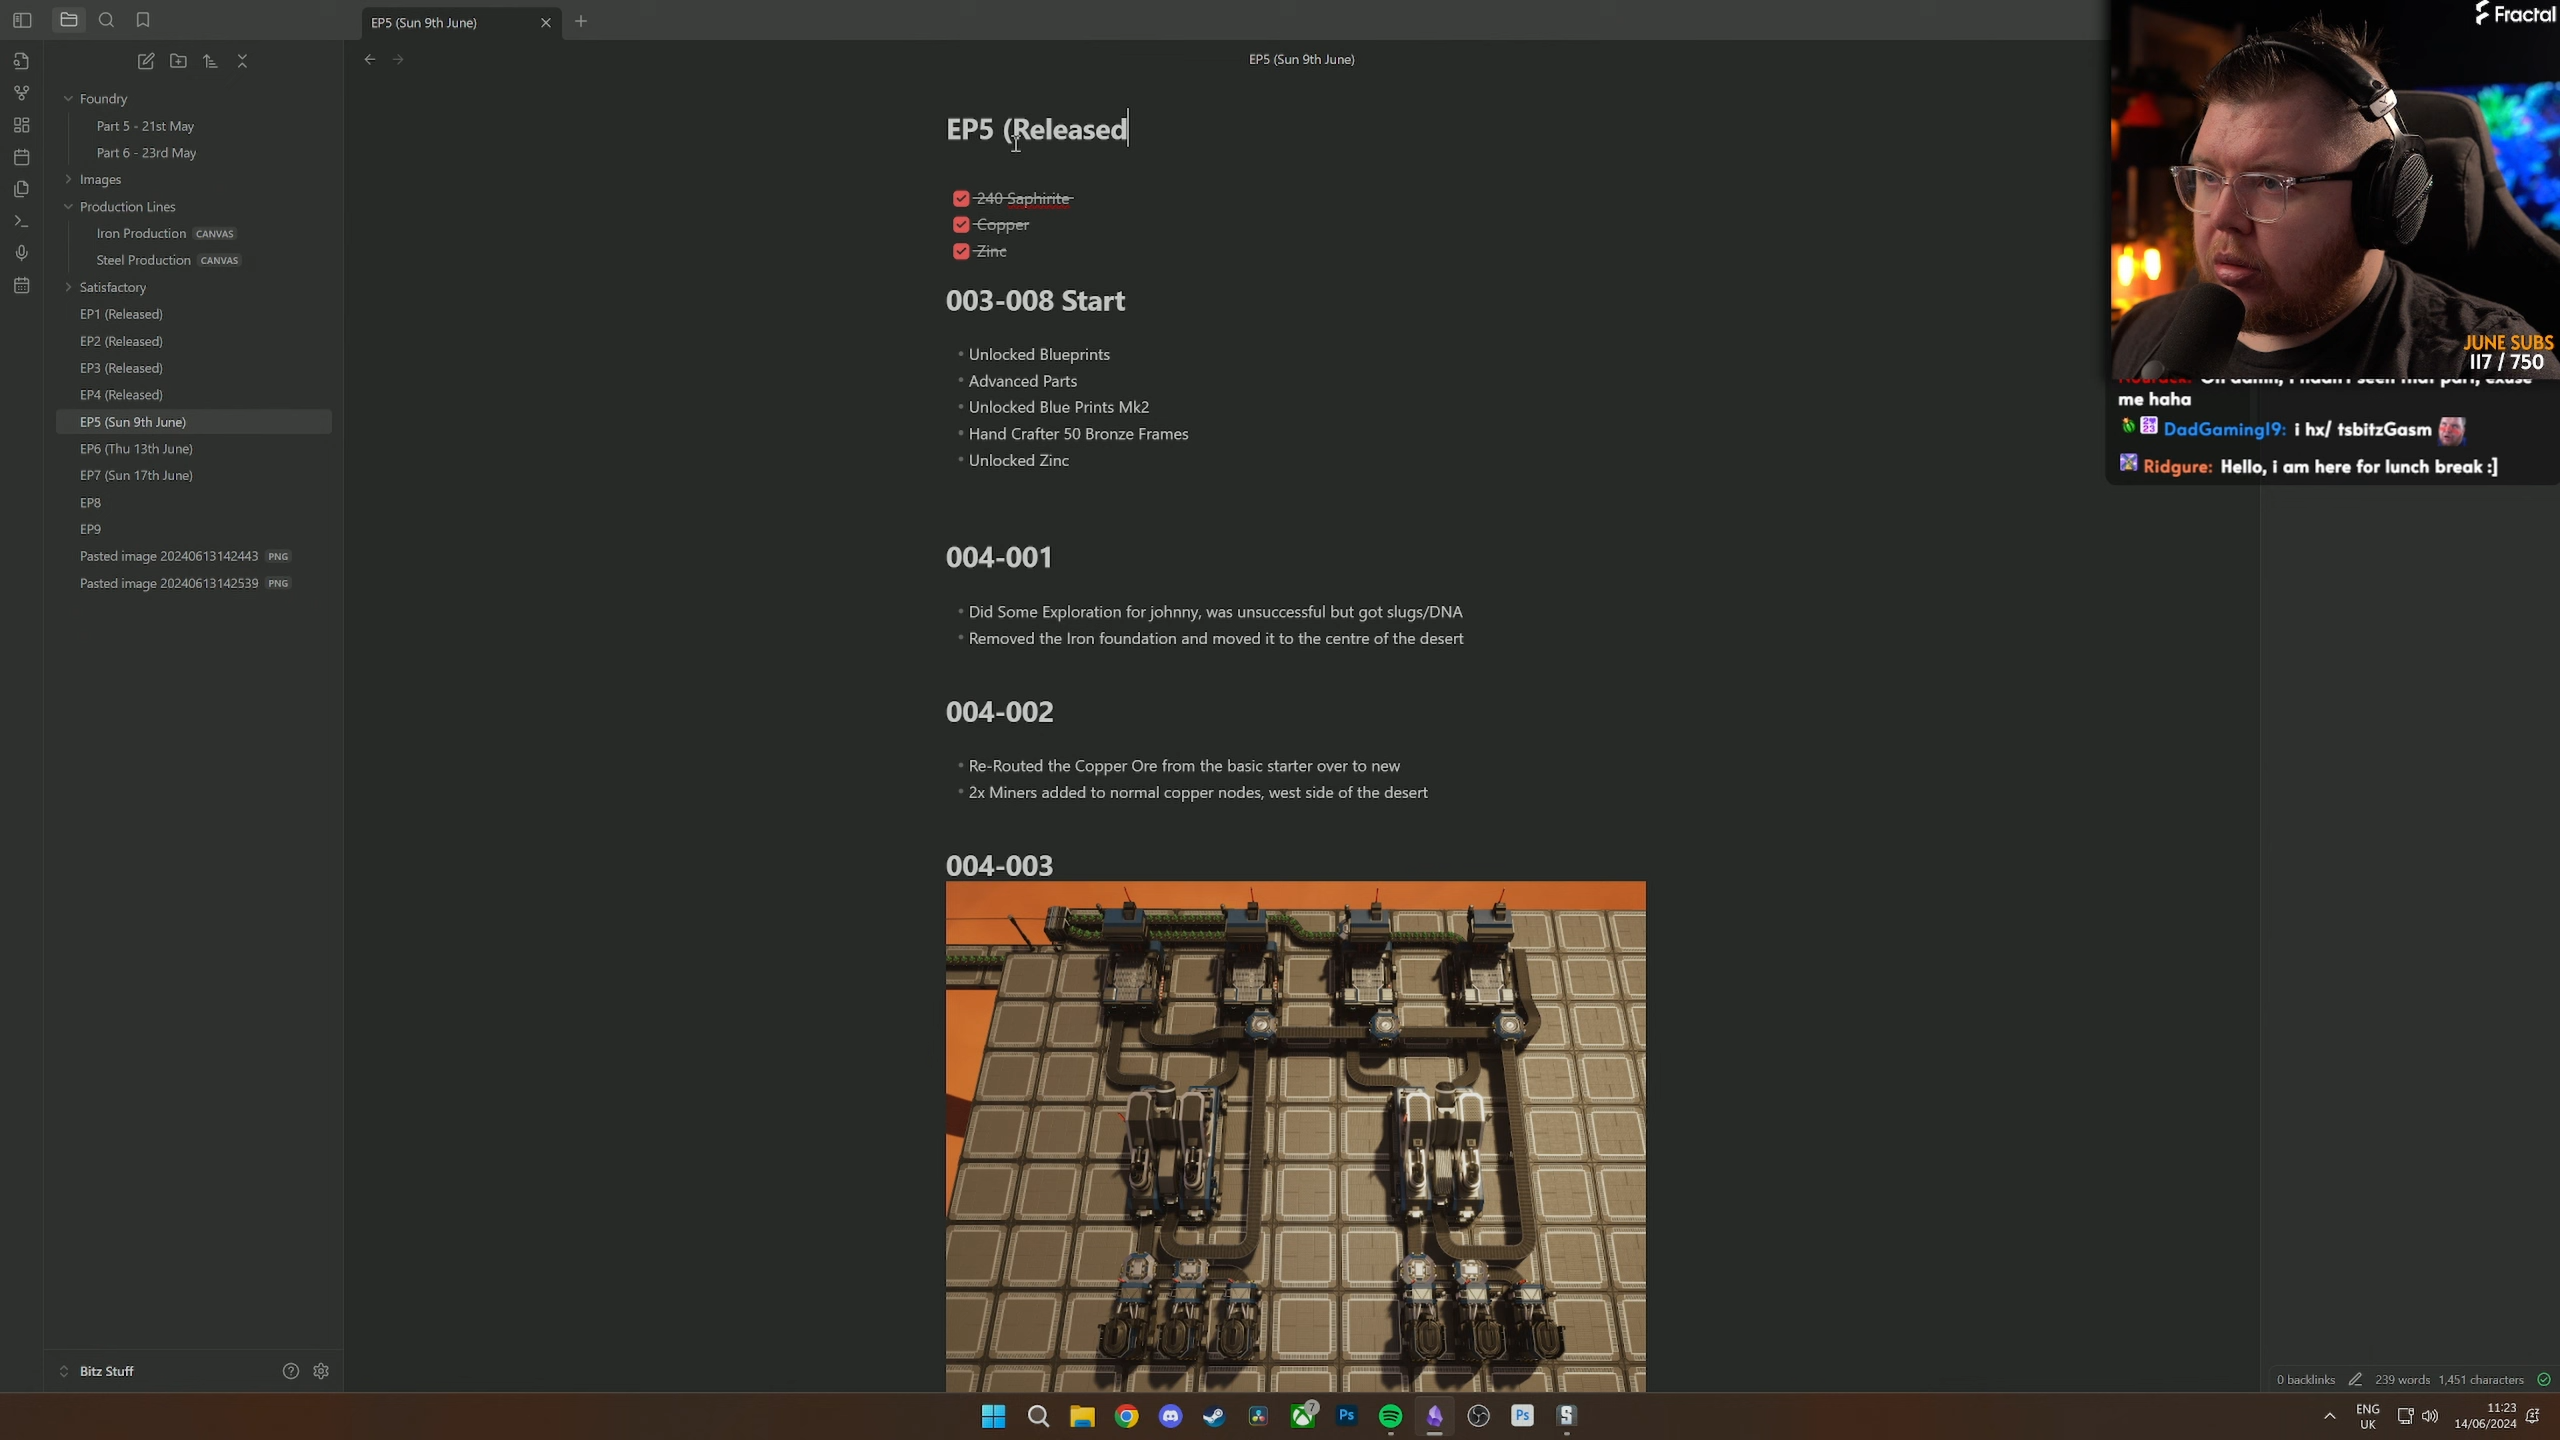 EP5 (Sun 9th June)
Fractal
EP5 (Sun 9th June)
Foundry
Part 5 - 21st May
Part 6 - 23rd May
Images
Production Lines
Iron Production CANVAS
Steel Production CANVAS
Satisfactory
EP1 (Released)
EP2 (Released)
EP3 (Released)
EP4 (Released)
EP5 (Sun 9th June)
EP6 (Thu 13th June)
EP7 (Sun 17th June)
EP8
EP9
Pasted image 20240613142443 PNG
Pasted image 20240613142539 PNG
Bitz Stuff
EP5 (Released
240 Saphirite
Copper
Zinc
003-008 Start
Unlocked Blueprints
Advanced Parts
Unlocked Blue Prints Mk2
Hand Crafter 50 Bronze Frames
Unlocked Zinc
004-001
Did Some Exploration for johnny, was unsuccessful but got slugs/DNA
Removed the Iron foundation and moved it to the centre of the desert
004-002
Re-Routed the Copper Ore from the basic starter over to new
2x Miners added to normal copper nodes, west side of the desert
004-003
JUNE SUBS
117 / 750
me haha
DadGaming19: i hx/ tsbitzGasm
Ridgure: Hello, i am here for lunch break :]
0 backlinks 239 words 1,451 characters
7
Ps
Ps
ENG
UK
11:23
14/06/2024